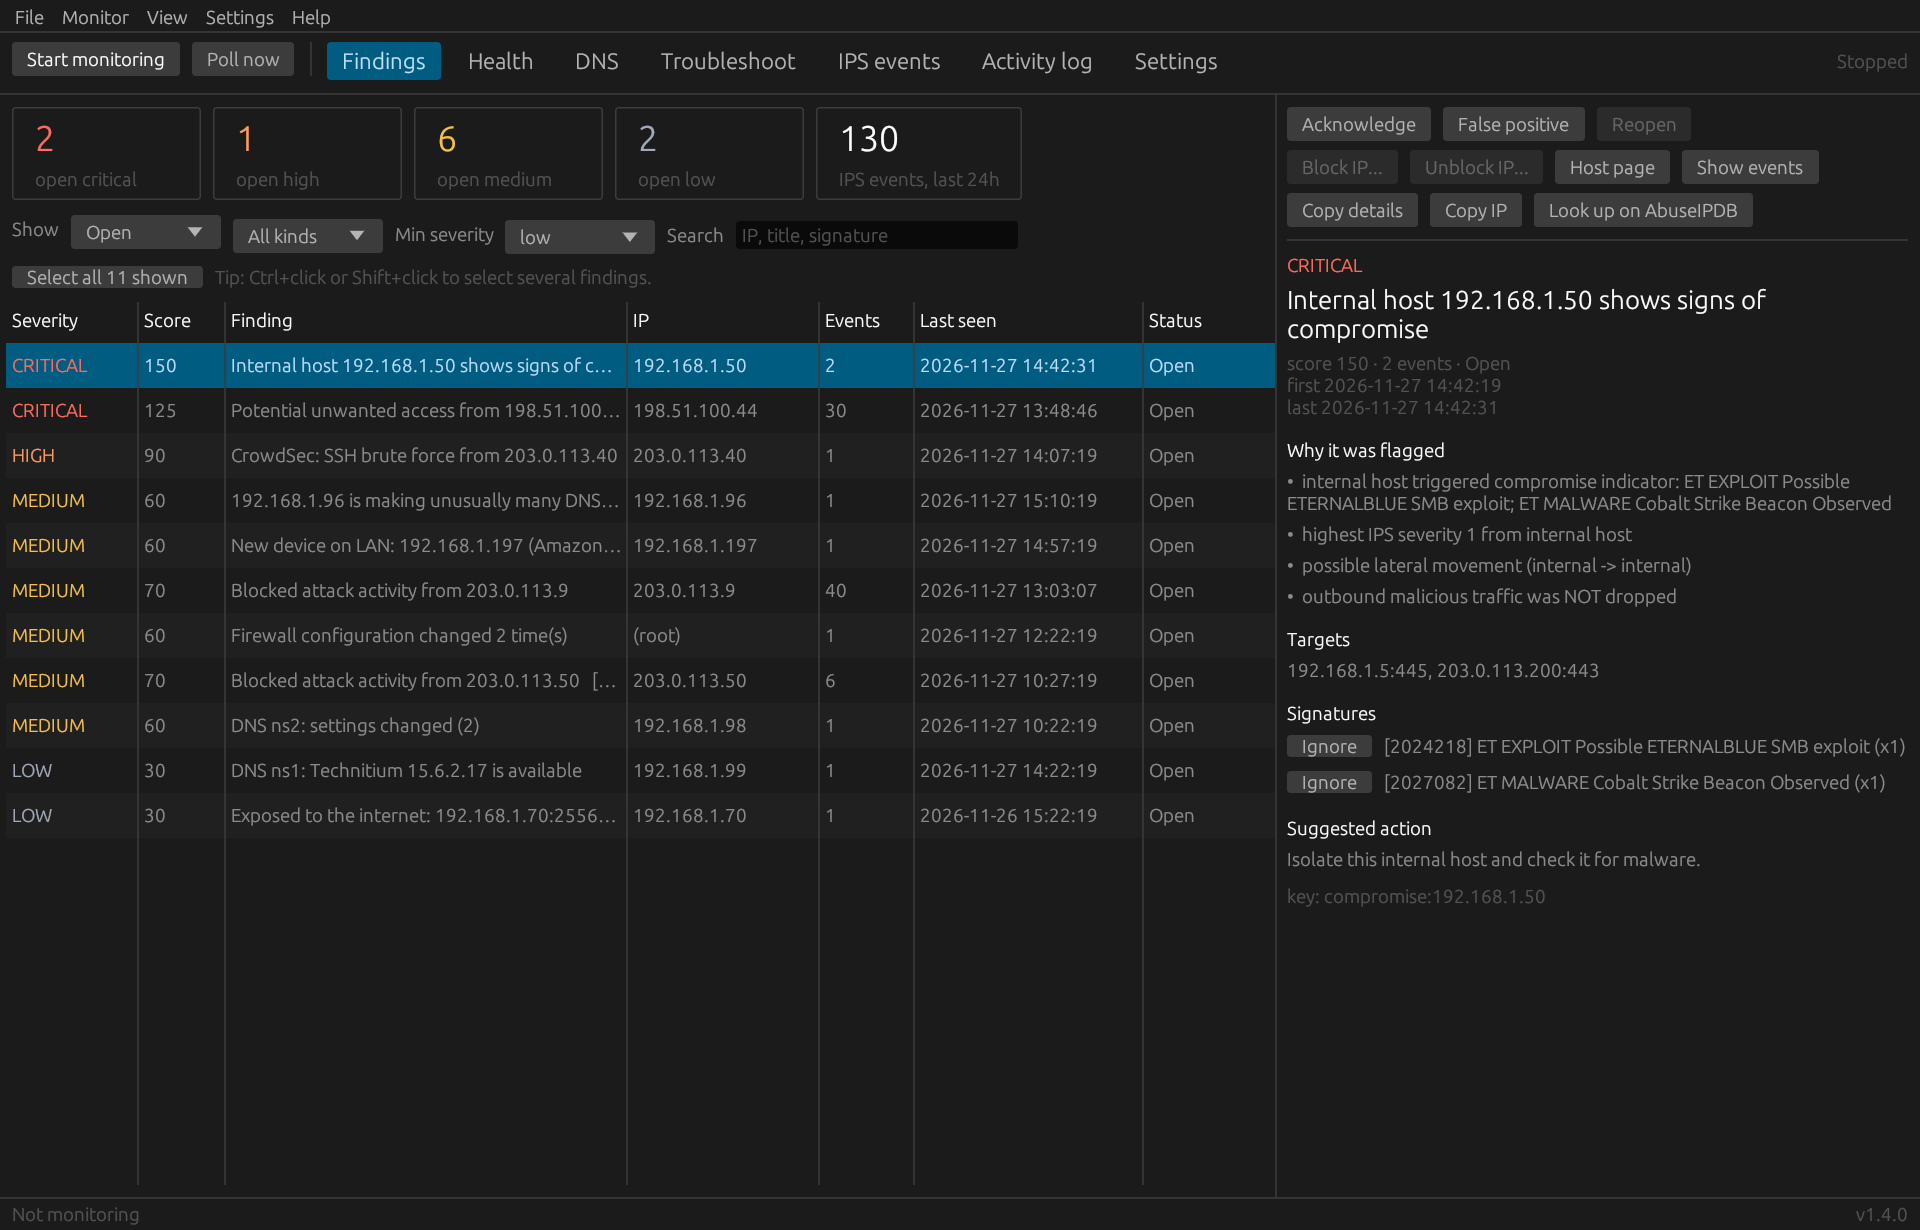 File Monitor View Settings Help
Start monitoring Poll now Findings Health DNS Troubleshoot IPS events Activity log Settings Stopped
2 1 6 2 130
open critical open high open medium open low IPS events, last 24h
Show Open All kinds Min severity low Search IP, title, signature
Select all 11 shown Tip: Ctrl+click or Shift+click to select several findings.
Severity Score Finding IP Events Last seen Status
CRITICAL 150 Internal host 192.168.1.50 shows signs of c… 192.168.1.50 2 2026-11-27 14:42:31 Open
CRITICAL 125 Potential unwanted access from 198.51.100… 198.51.100.44 30 2026-11-27 13:48:46 Open
HIGH 90 CrowdSec: SSH brute force from 203.0.113.40 203.0.113.40 1 2026-11-27 14:07:19 Open
MEDIUM 60 192.168.1.96 is making unusually many DNS… 192.168.1.96 1 2026-11-27 15:10:19 Open
MEDIUM 60 New device on LAN: 192.168.1.197 (Amazon… 192.168.1.197 1 2026-11-27 14:57:19 Open
MEDIUM 70 Blocked attack activity from 203.0.113.9 203.0.113.9 40 2026-11-27 13:03:07 Open
MEDIUM 60 Firewall configuration changed 2 time(s) (root) 1 2026-11-27 12:22:19 Open
MEDIUM 70 Blocked attack activity from 203.0.113.50 [… 203.0.113.50 6 2026-11-27 10:27:19 Open
MEDIUM 60 DNS ns2: settings changed (2) 192.168.1.98 1 2026-11-27 10:22:19 Open
LOW 30 DNS ns1: Technitium 15.6.2.17 is available 192.168.1.99 1 2026-11-27 14:22:19 Open
LOW 30 Exposed to the internet: 192.168.1.70:2556… 192.168.1.70 1 2026-11-26 15:22:19 Open
Acknowledge False positive Reopen
Block IP… Unblock IP… Host page Show events
Copy details Copy IP Look up on AbuseIPDB
CRITICAL
Internal host 192.168.1.50 shows signs of
compromise
score 150 · 2 events · Open
first 2026-11-27 14:42:19
last 2026-11-27 14:42:31
Why it was flagged
• internal host triggered compromise indicator: ET EXPLOIT Possible
ETERNALBLUE SMB exploit; ET MALWARE Cobalt Strike Beacon Observed
• highest IPS severity 1 from internal host
• possible lateral movement (internal -> internal)
• outbound malicious traffic was NOT dropped
Targets
192.168.1.5:445, 203.0.113.200:443
Signatures
Ignore [2024218] ET EXPLOIT Possible ETERNALBLUE SMB exploit (x1)
Ignore [2027082] ET MALWARE Cobalt Strike Beacon Observed (x1)
Suggested action
Isolate this internal host and check it for malware.
key: compromise:192.168.1.50
Not monitoring v1.4.0